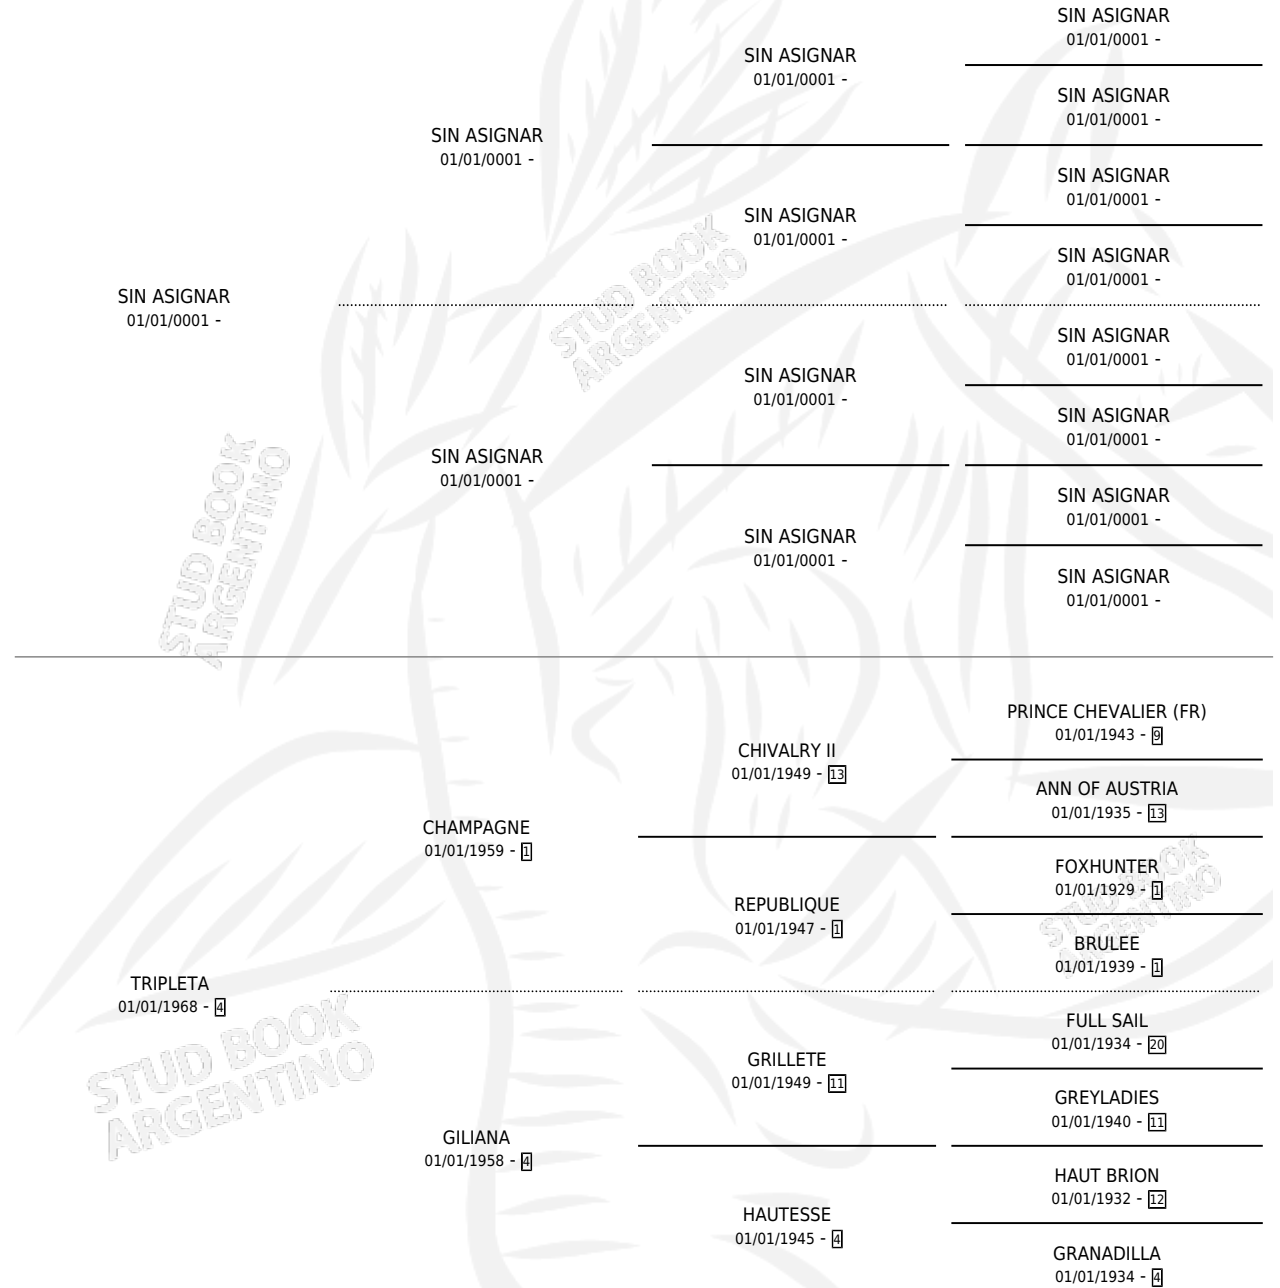 SIN ASIGNAR
01/01/0001 -
SIN ASIGNAR
01/01/0001 -
SIN ASIGNAR
01/01/0001 -
SIN ASIGNAR
01/01/0001 -
SIN ASIGNAR
01/01/0001 -
SIN ASIGNAR
01/01/0001 -
SIN ASIGNAR
01/01/0001 -
SIN ASIGNAR
01/01/0001 -
SIN ASIGNAR
01/01/0001 -
SIN ASIGNAR
01/01/0001 -
SIN ASIGNAR
01/01/0001 -
SIN ASIGNAR
01/01/0001 -
SIN ASIGNAR
01/01/0001 -
SIN ASIGNAR
01/01/0001 -
SIN ASIGNAR
01/01/0001 -
STUD BOOK
ARGENTINO
STUD BOOK
ARGENTINO
PRINCE CHEVALIER (FR)
01/01/1943 - 9
CHIVALRY II
01/01/1949 - 13
ANN OF AUSTRIA
01/01/1935 - 13
CHAMPAGNE
01/01/1959 - 1
FOXHUNTER
01/01/1929 - 1
REPUBLIQUE
01/01/1947 - 1
BRULEE
01/01/1939 - 1
TRIPLETA
01/01/1968 - 4
FULL SAIL
01/01/1934 - 20
GRILLETE
01/01/1949 - 11
GREYLADIES
01/01/1940 - 11
GILIANA
01/01/1958 - 4
HAUT BRION
01/01/1932 - 12
HAUTESSE
01/01/1945 - 4
GRANADILLA
01/01/1934 - 4
STUD BOOK
ARGENTINO
STUD BOOK
ARGENTINO